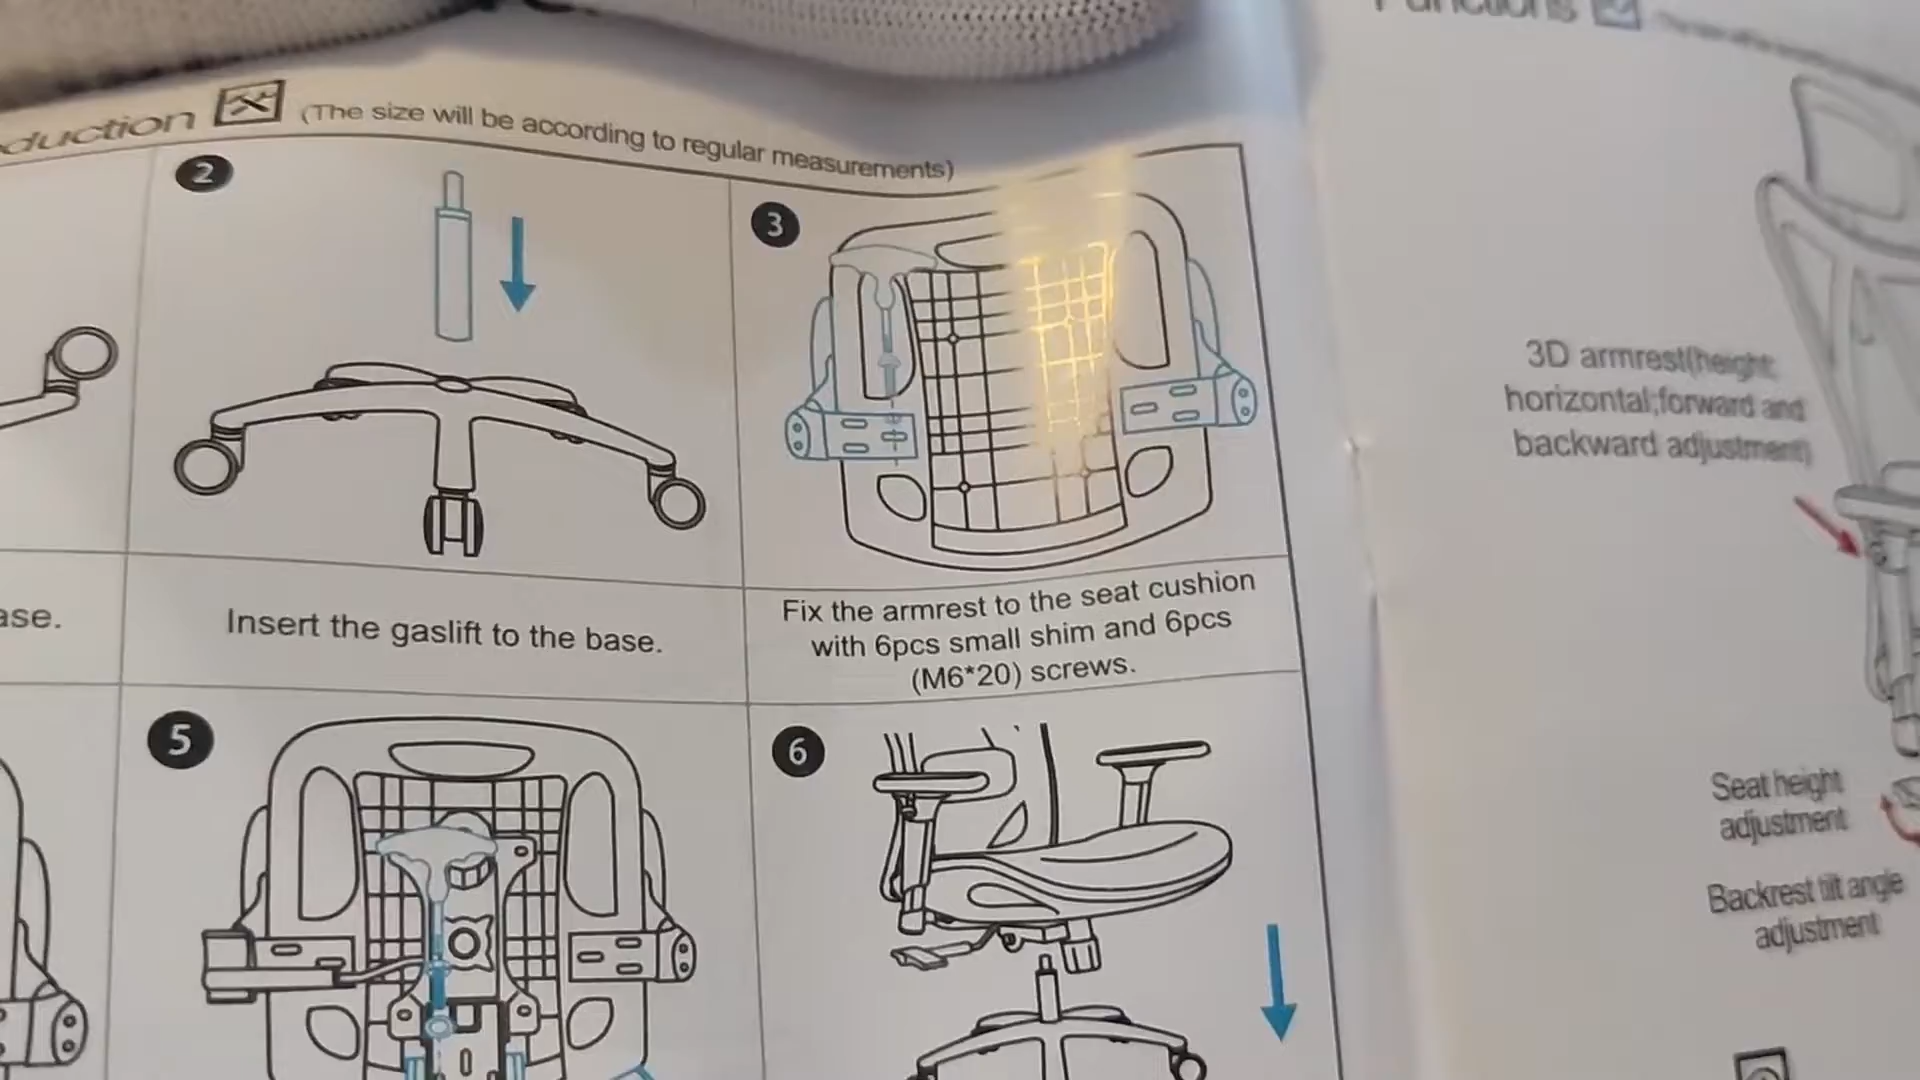 duction (The size will be according to regular measurements)
2
3
ase.
Insert the gaslift to the base.
Fix the armrest to the seat cushion
with 6pcs small shim and 6pcs
(M6*20) screws.
5
6
Functions
3D armrest(height;
horizontal;forward and
backward adjustment)
Seat height
adjustment
Backrest tilt angle
adjustment